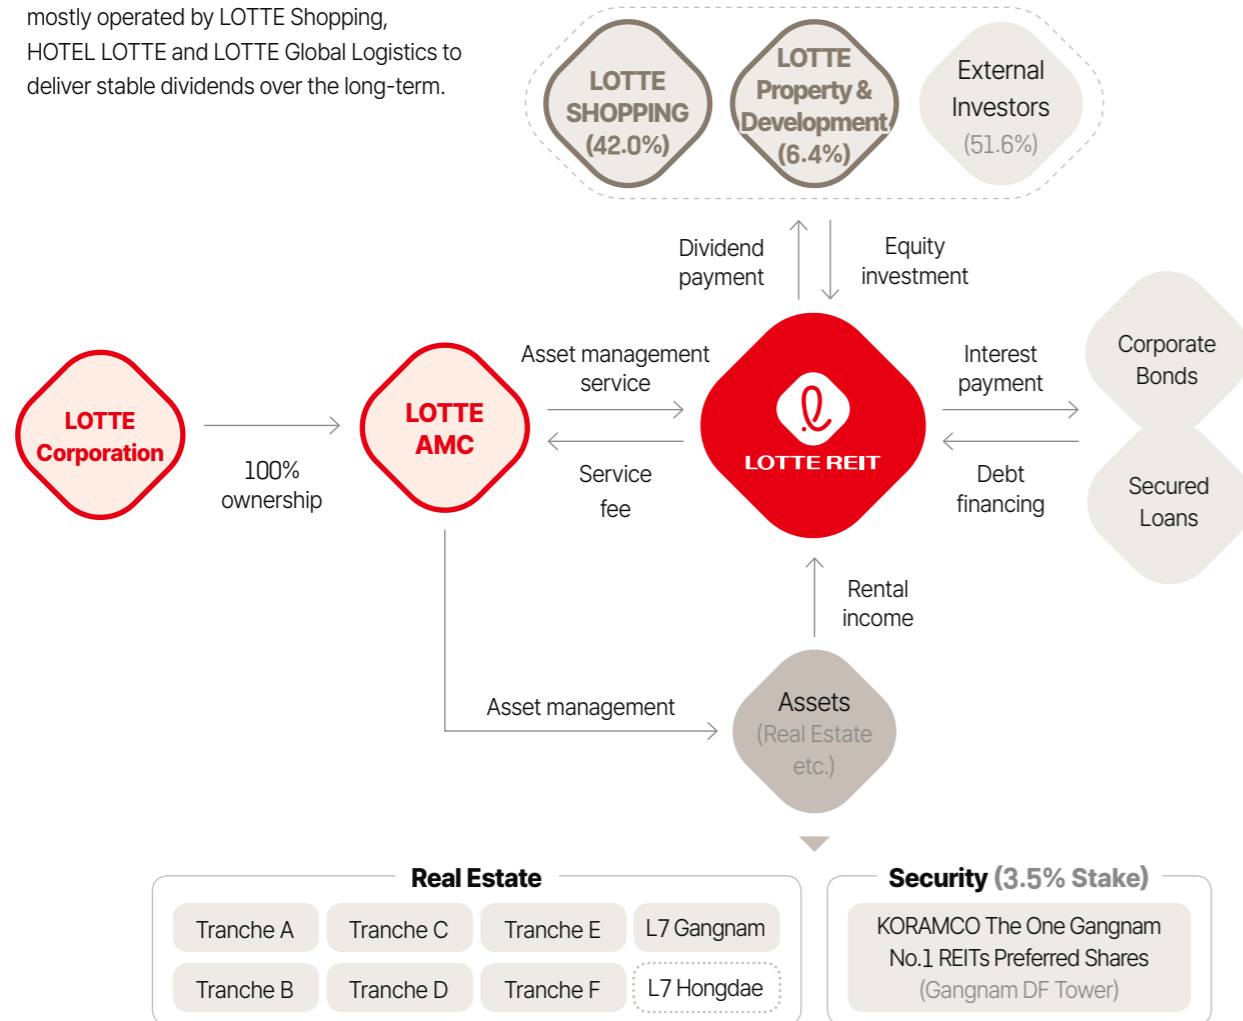 mostly operated by LOTTE Shopping,
HOTEL LOTTE and LOTTE Global Logistics to
deliver stable dividends over the long-term.
LOTTE
SHOPPING
(42.0%)
LOTTE
Property &
Development
(6.4%)
External
Investors
(51.6%)
Dividend
payment
Equity
investment
LOTTE
Corporation
100%
ownership
LOTTE
AMC
Asset management
service
Service
fee
LOTTE REIT
Interest
payment
Debt
financing
Corporate
Bonds
Secured
Loans
Rental
income
Asset management
Assets
(Real Estate
etc.)
Real Estate
Tranche A
Tranche C
Tranche E
L7 Gangnam
Tranche B
Tranche D
Tranche F
L7 Hongdae
Security (3.5% Stake)
KORAMCO The One Gangnam
No.1 REITs Preferred Shares
(Gangnam DF Tower)